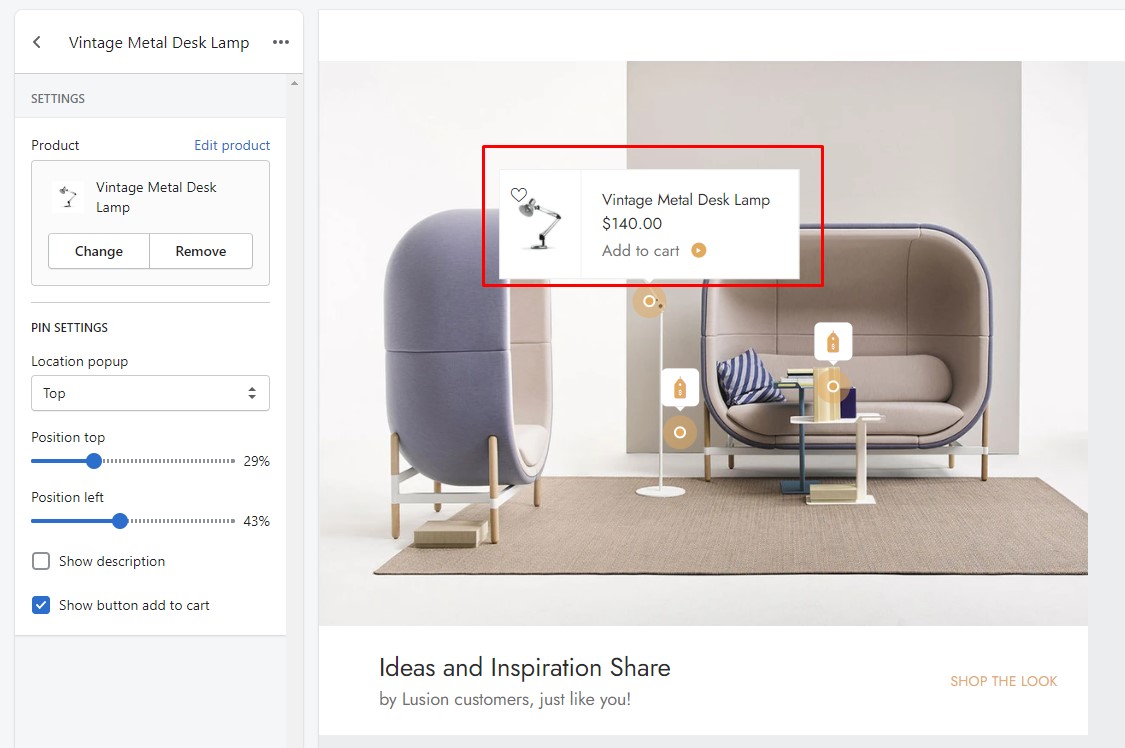 Vintage Metal Desk Lamp
SETTINGS
Product
Edit product
Vintage Metal Desk
Lamp
Change
Remove
PIN SETTINGS
Location popup
Top
Position top
29%
Position left
43%
Show description
Show button add to cart
Vintage Metal Desk Lamp
$140.00
Add to cart
Ideas and Inspiration Share
by Lusion customers, just like you!
SHOP THE LOOK